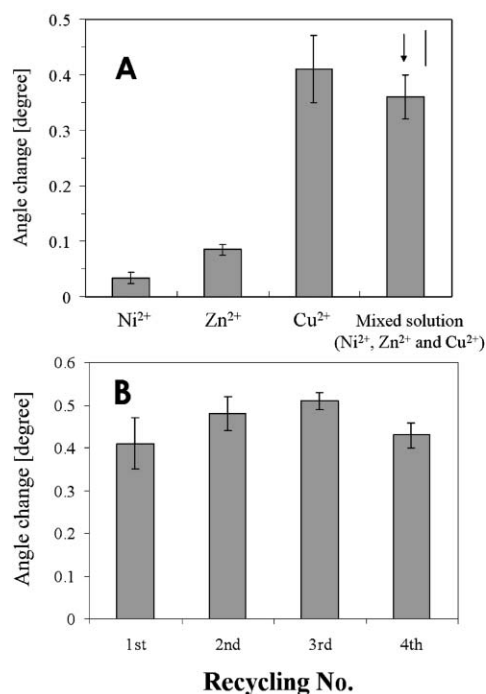 0.5
A
0.4
0.3
0.2
0.1
0
Angle change [degree]
Ni²⁺ Zn²⁺ Cu²⁺ Mixed solution
(Ni²⁺, Zn²⁺ and Cu²⁺)
0.6
B
0.5
0.4
0.3
0.2
0.1
0
Angle change [degree]
1st 2nd 3rd 4th
Recycling No.